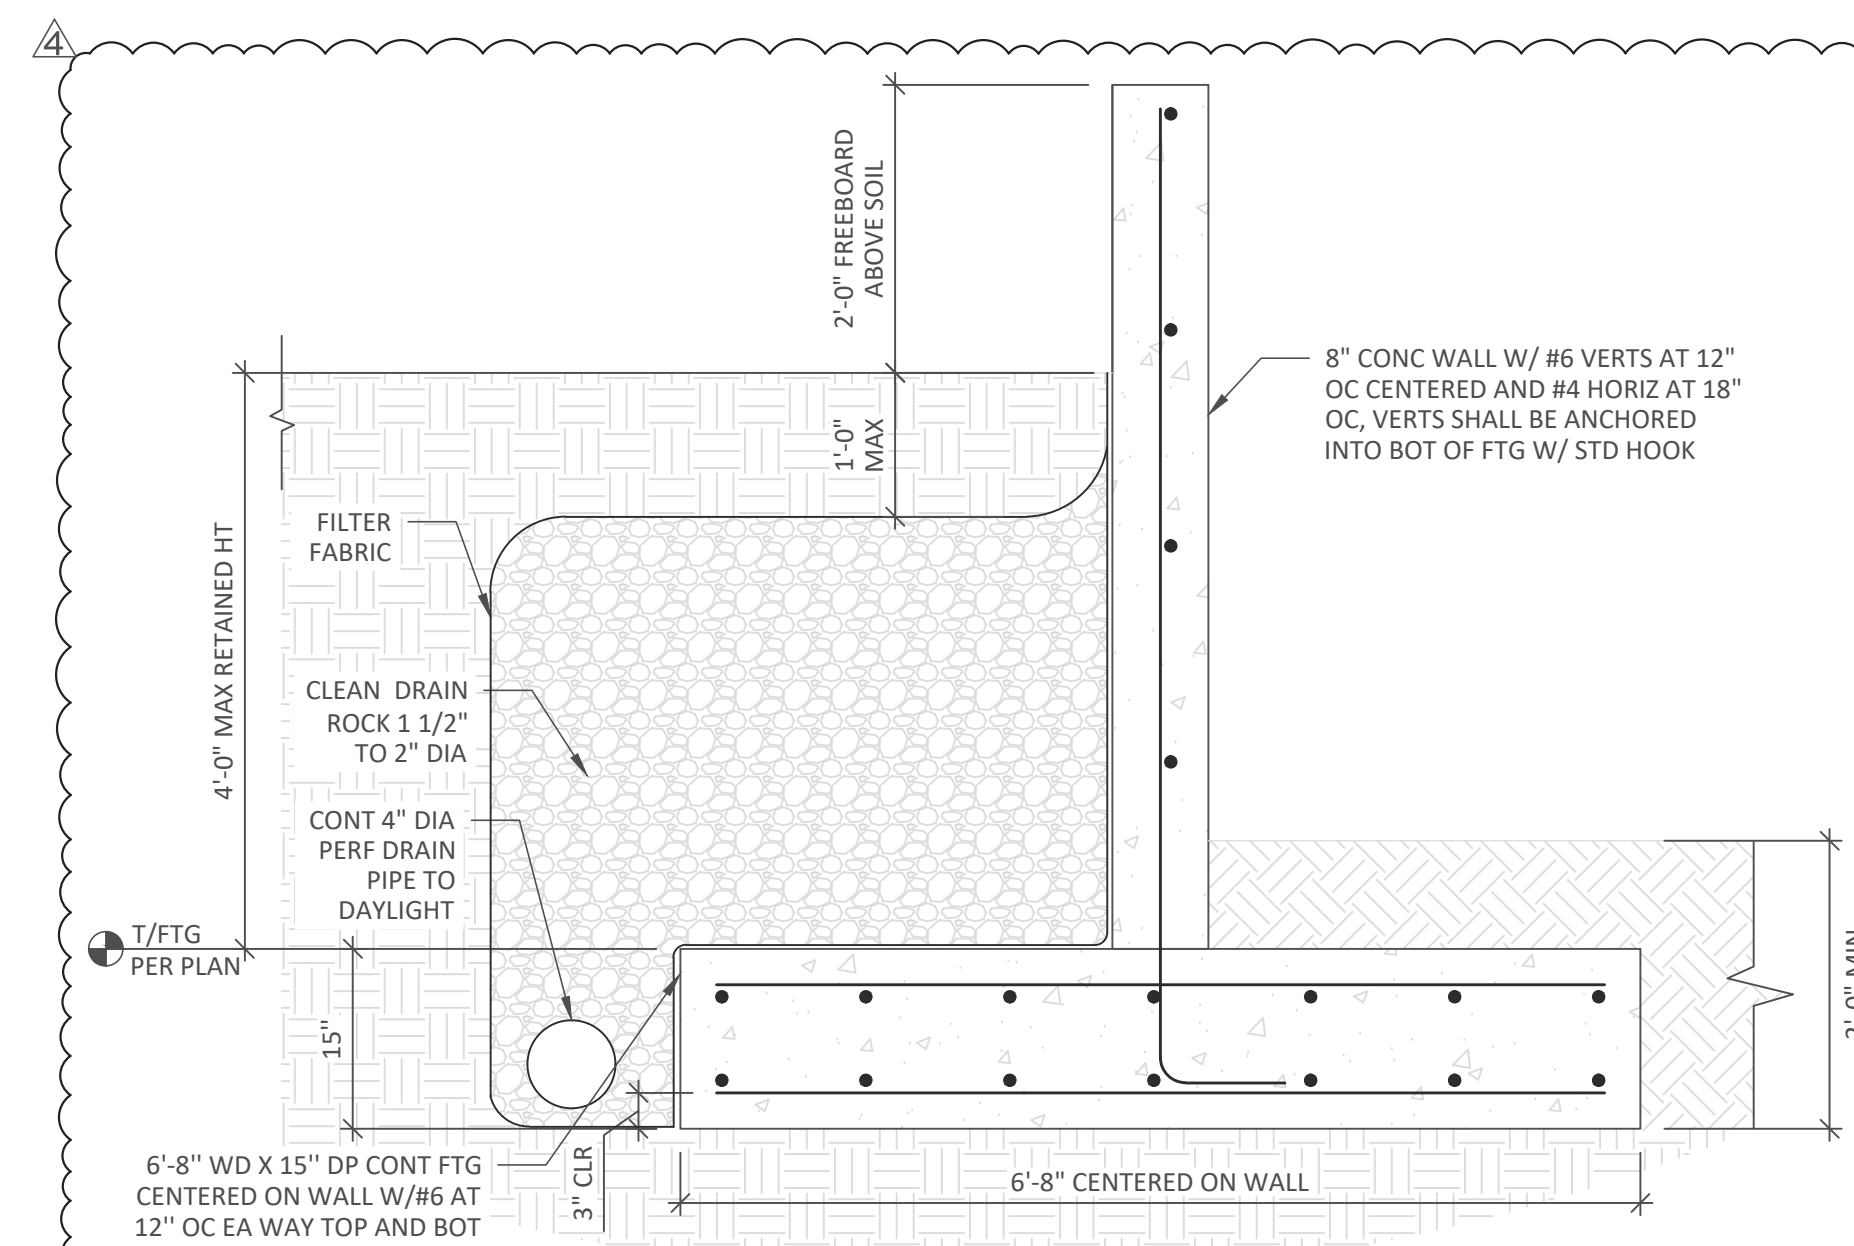 4
2'-0" FREEBOARD
ABOVE SOIL
8" CONC WALL W/ #6 VERTS AT 12"
OC CENTERED AND #4 HORIZ AT 18"
OC, VERTS SHALL BE ANCHORED
INTO BOT OF FTG W/ STD HOOK
1'-0"
MAX
FILTER
FABRIC
4'-0" MAX RETAINED HT
CLEAN DRAIN
ROCK 1 1/2"
TO 2" DIA
CONT 4" DIA
PERF DRAIN
PIPE TO
DAYLIGHT
T/FTG
PER PLAN
15"
2'-0" MIN
3" CLR
6'-8" CENTERED ON WALL
6'-8" WD X 15" DP CONT FTG
CENTERED ON WALL W/#6 AT
12" OC EA WAY TOP AND BOT